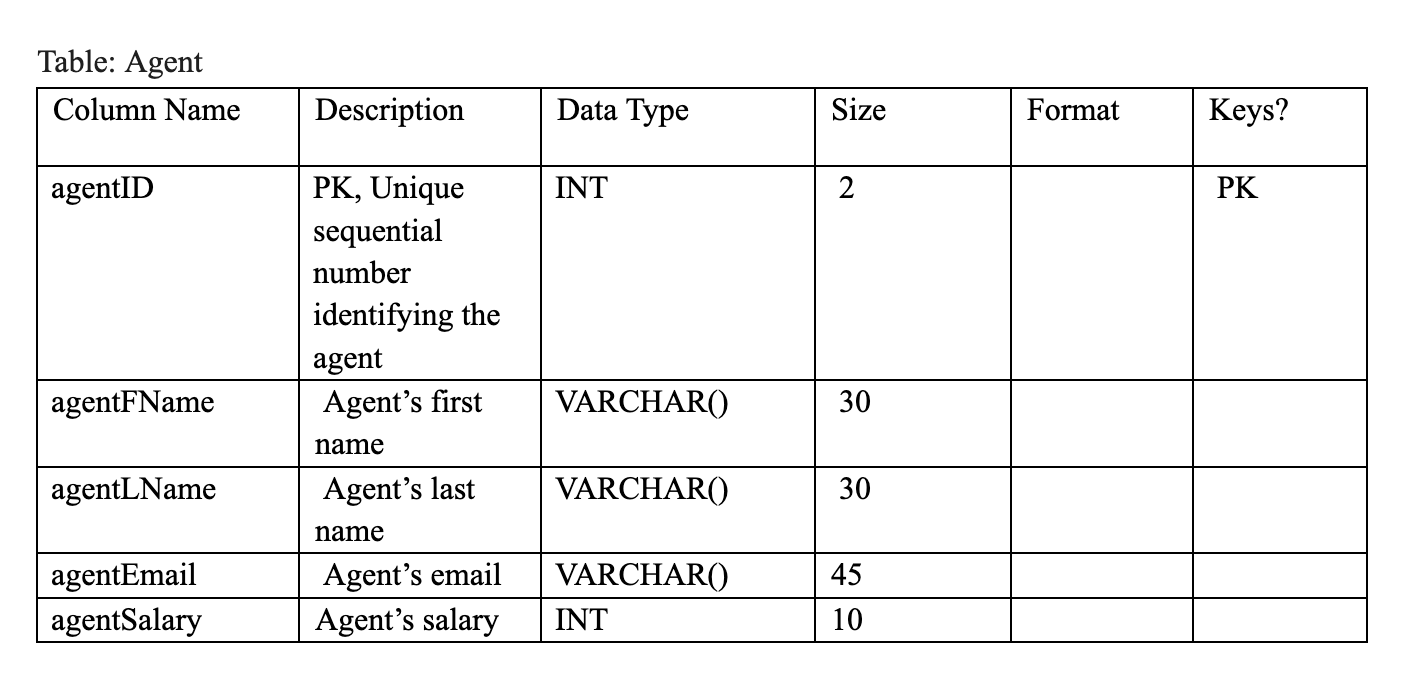 Table: Agent
Column Name Description Data Type Size Format Keys?
agentID PK, Unique INT 2 PK
sequential
number
identifying the
agent
agentFName Agent’s first VARCHAR() 30
name
agentLName Agent’s last VARCHAR() 30
name
agentEmail Agent’s email VARCHAR() 45
agentSalary Agent’s salary INT 10